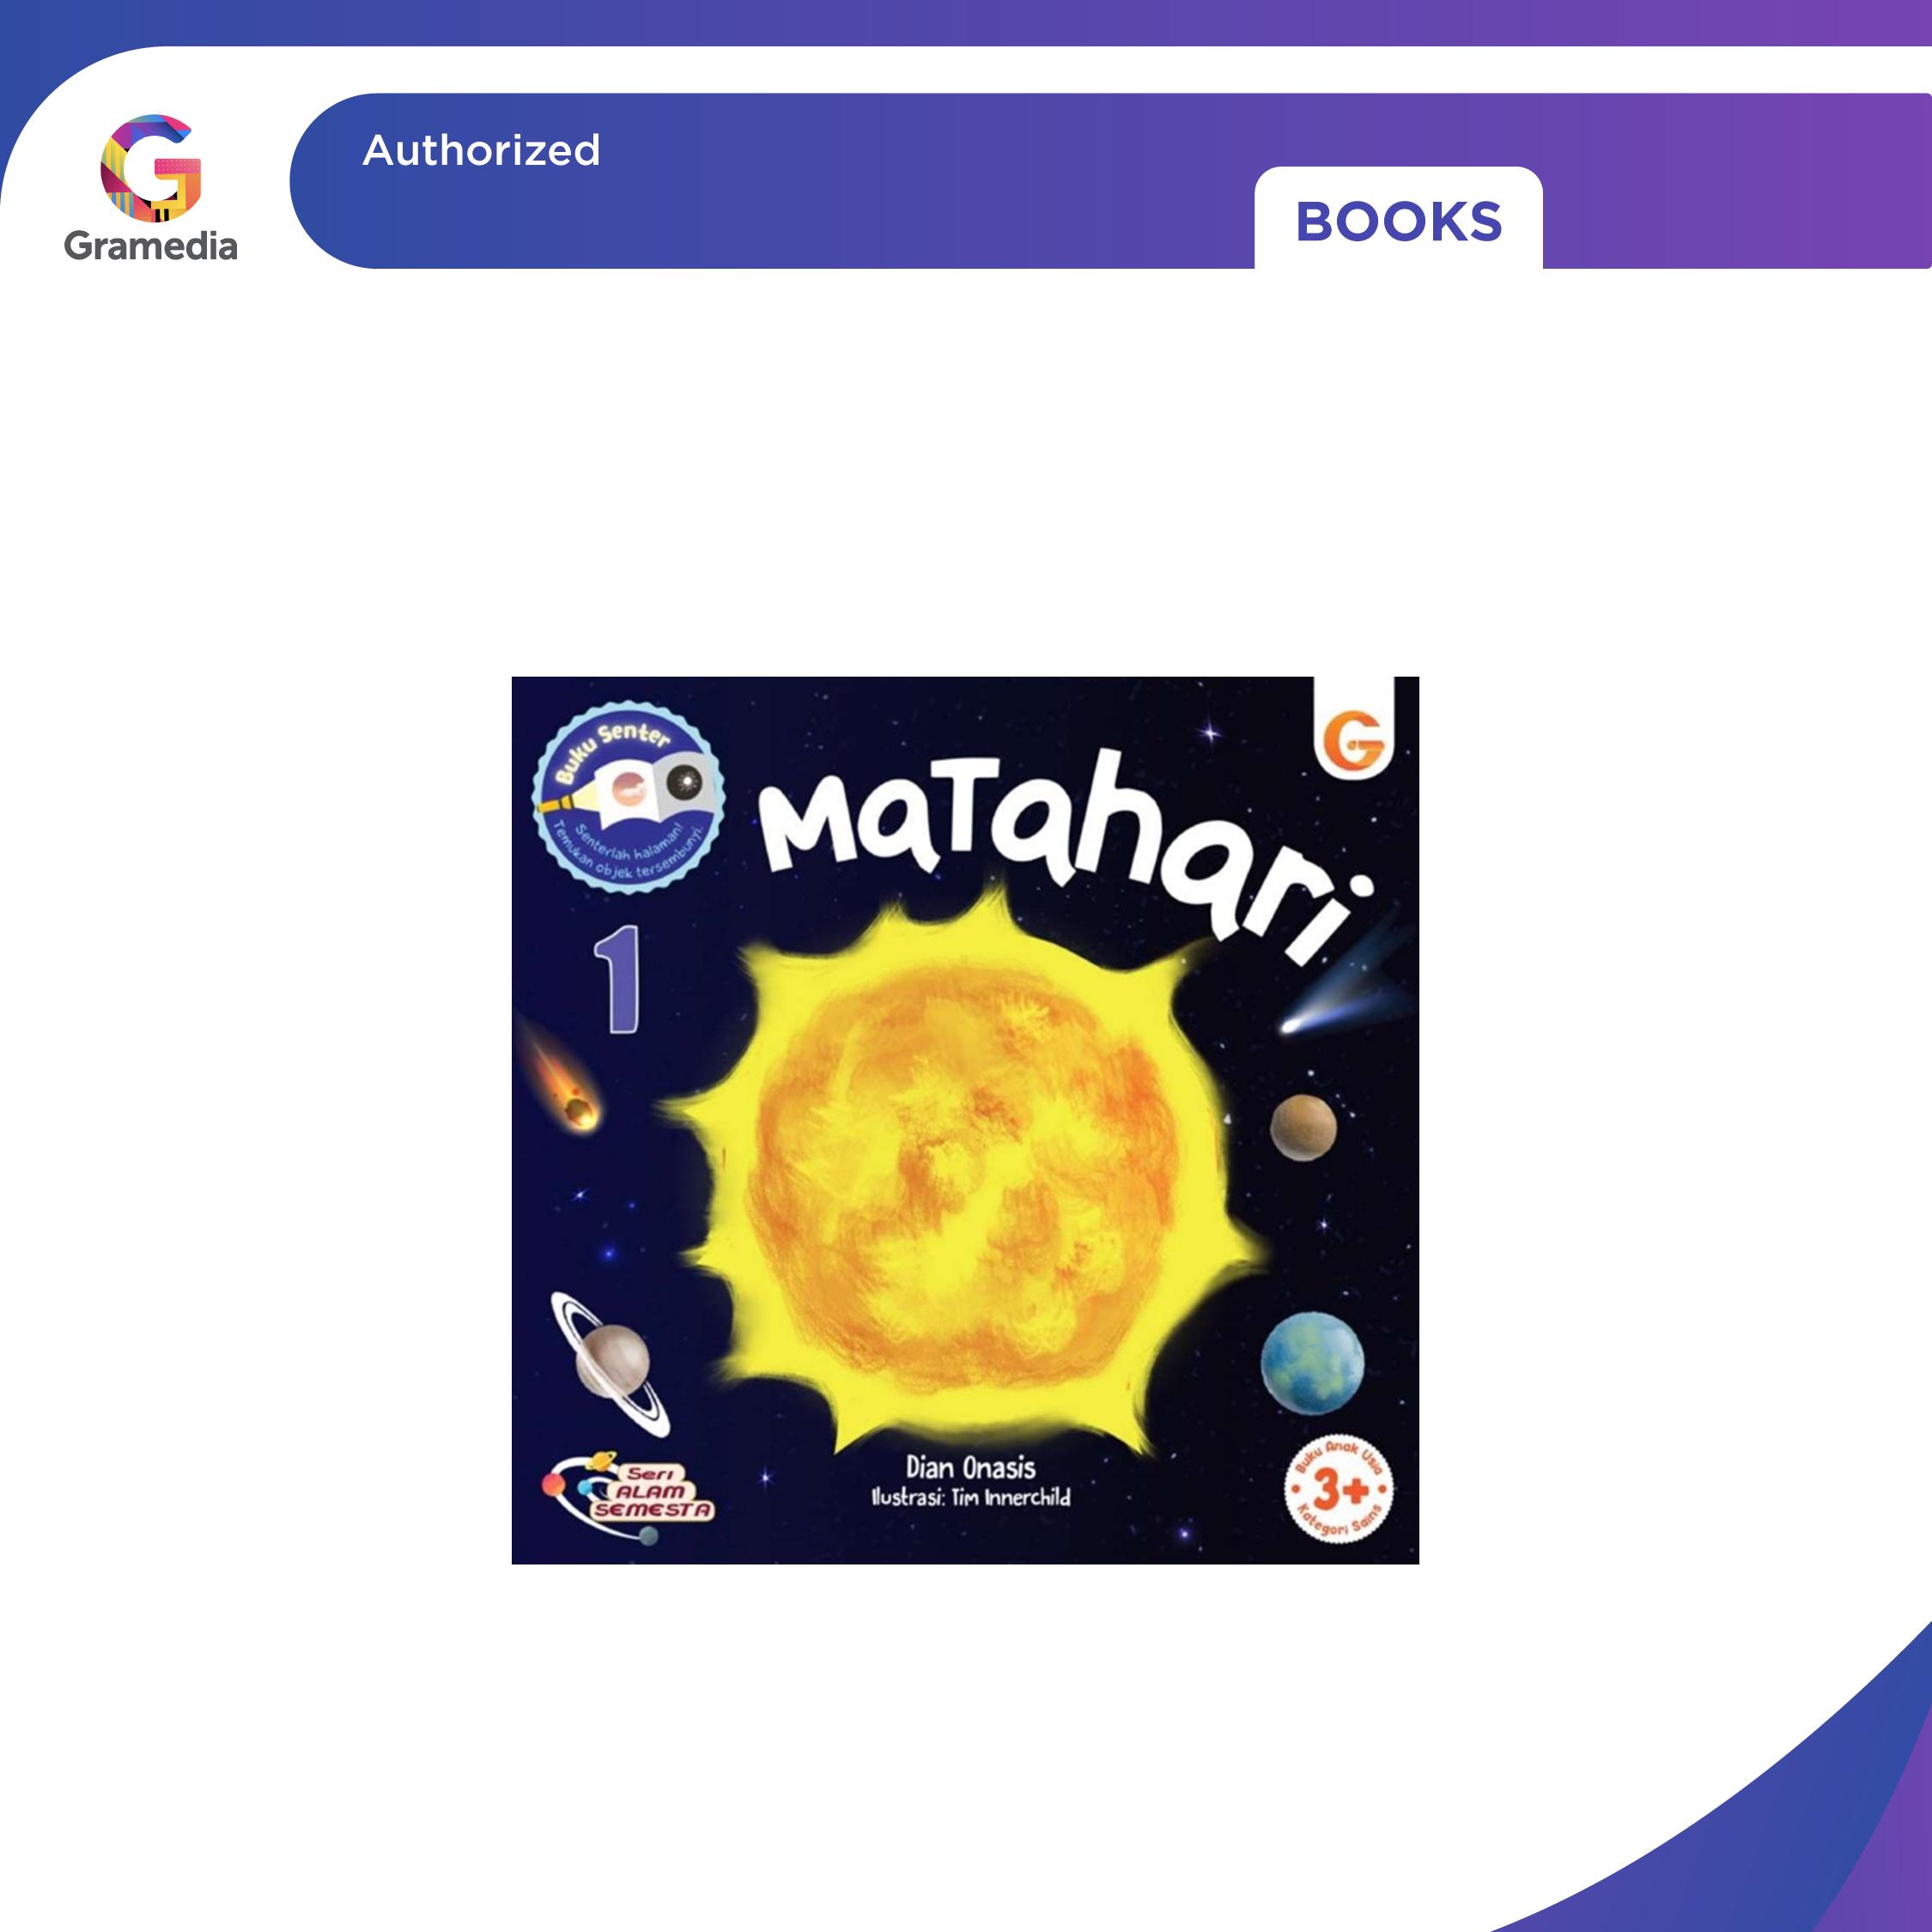 Authorized
Gramedia
BOOKS
Buku Senter
Senterlah halaman!
Temukan objek tersembunyi.
Matahari
G
1
Seri
ALAM
SEMESTA
Dian Onasis
Ilustrasi: Tim Innerchild
Buku Anak Usia
3+
Kategori Sains